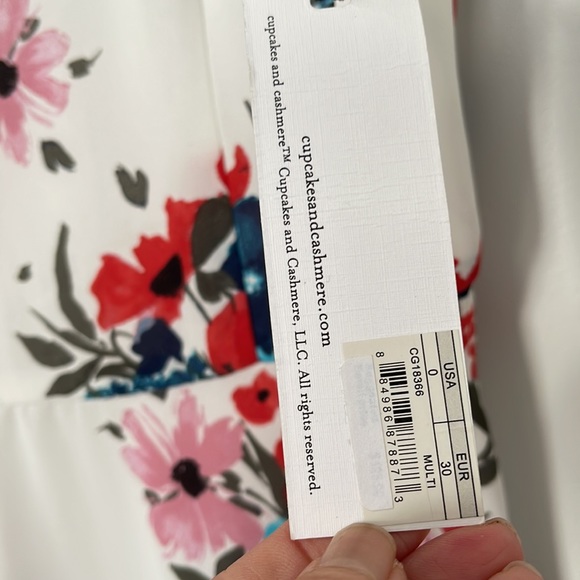 cupcakesandcashmere.com
cupcakes and cashmere™ Cupcakes and Cashmere, LLC. All rights reserved.
USA EUR
0 30
CG18366 MULTI
8 84986 87887 3